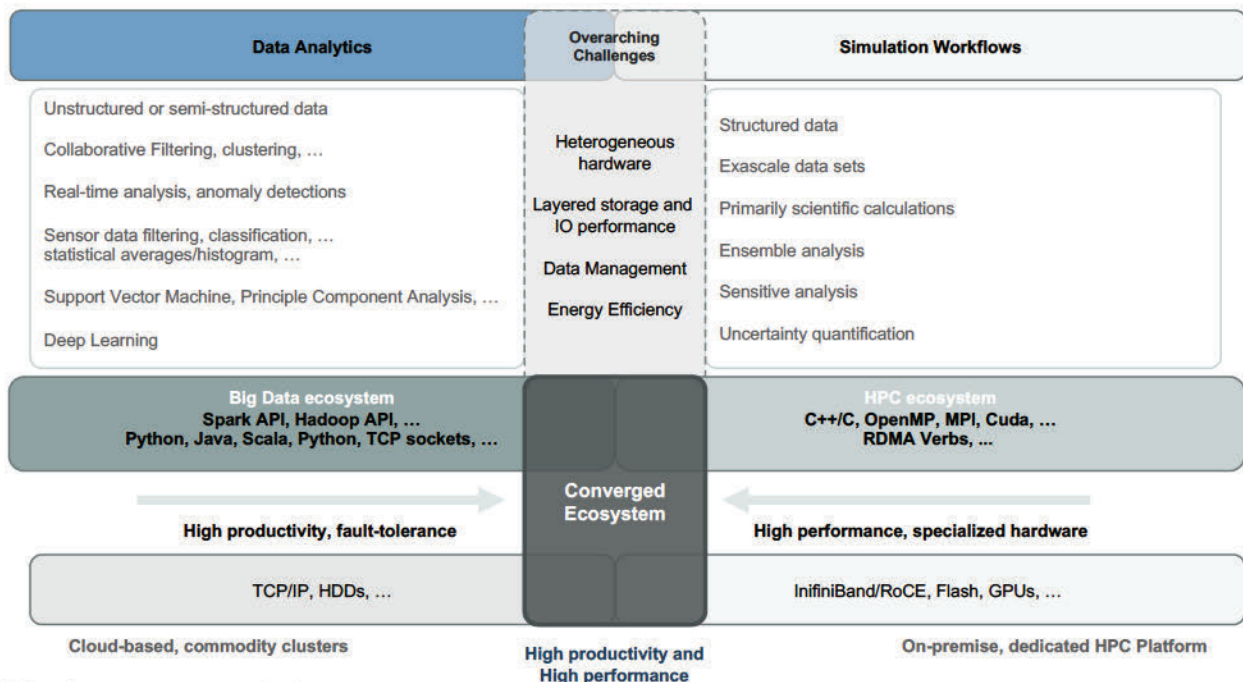 Data Analytics
Overarching
Challenges
Simulation Workflows
Unstructured or semi-structured data
Collaborative Filtering, clustering, …
Real-time analysis, anomaly detections
Sensor data filtering, classification, …
statistical averages/histogram, …
Support Vector Machine, Principle Component Analysis, …
Deep Learning
Heterogeneous
hardware
Layered storage and
IO performance
Data Management
Energy Efficiency
Structured data
Exascale data sets
Primarily scientific calculations
Ensemble analysis
Sensitive analysis
Uncertainty quantification
Big Data ecosystem
Spark API, Hadoop API, …
Python, Java, Scala, Python, TCP sockets, …
HPC ecosystem
C++/C, OpenMP, MPI, Cuda, …
RDMA Verbs, ...
Converged
Ecosystem
High productivity, fault-tolerance
High performance, specialized hardware
TCP/IP, HDDs, …
InifiniBand/RoCE, Flash, GPUs, …
Cloud-based, commodity clusters
High productivity and
High performance
On-premise, dedicated HPC Platform